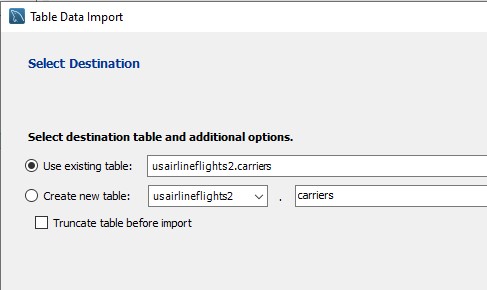 Table Data Import
Select Destination
Select destination table and additional options.
Use existing table: usairlineflights2.carriers
Create new table: usairlineflights2 . carriers
Truncate table before import